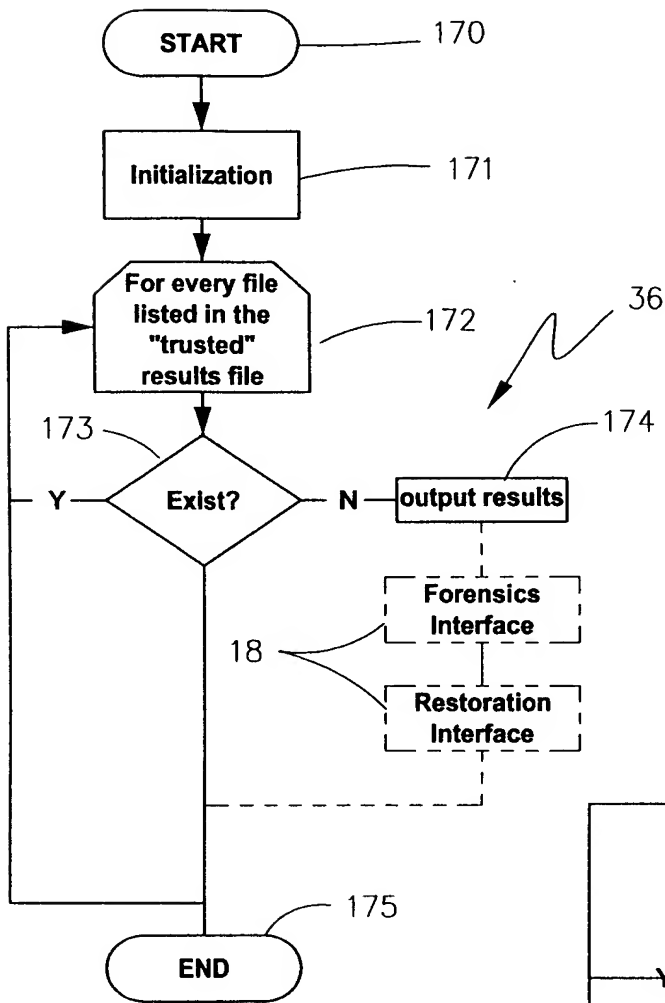 START
170
Initialization
171
For every file
listed in the
"trusted"
results file
172
36
173
174
Y
Exist?
N
output results
Forensics
Interface
18
Restoration
Interface
175
END
Y